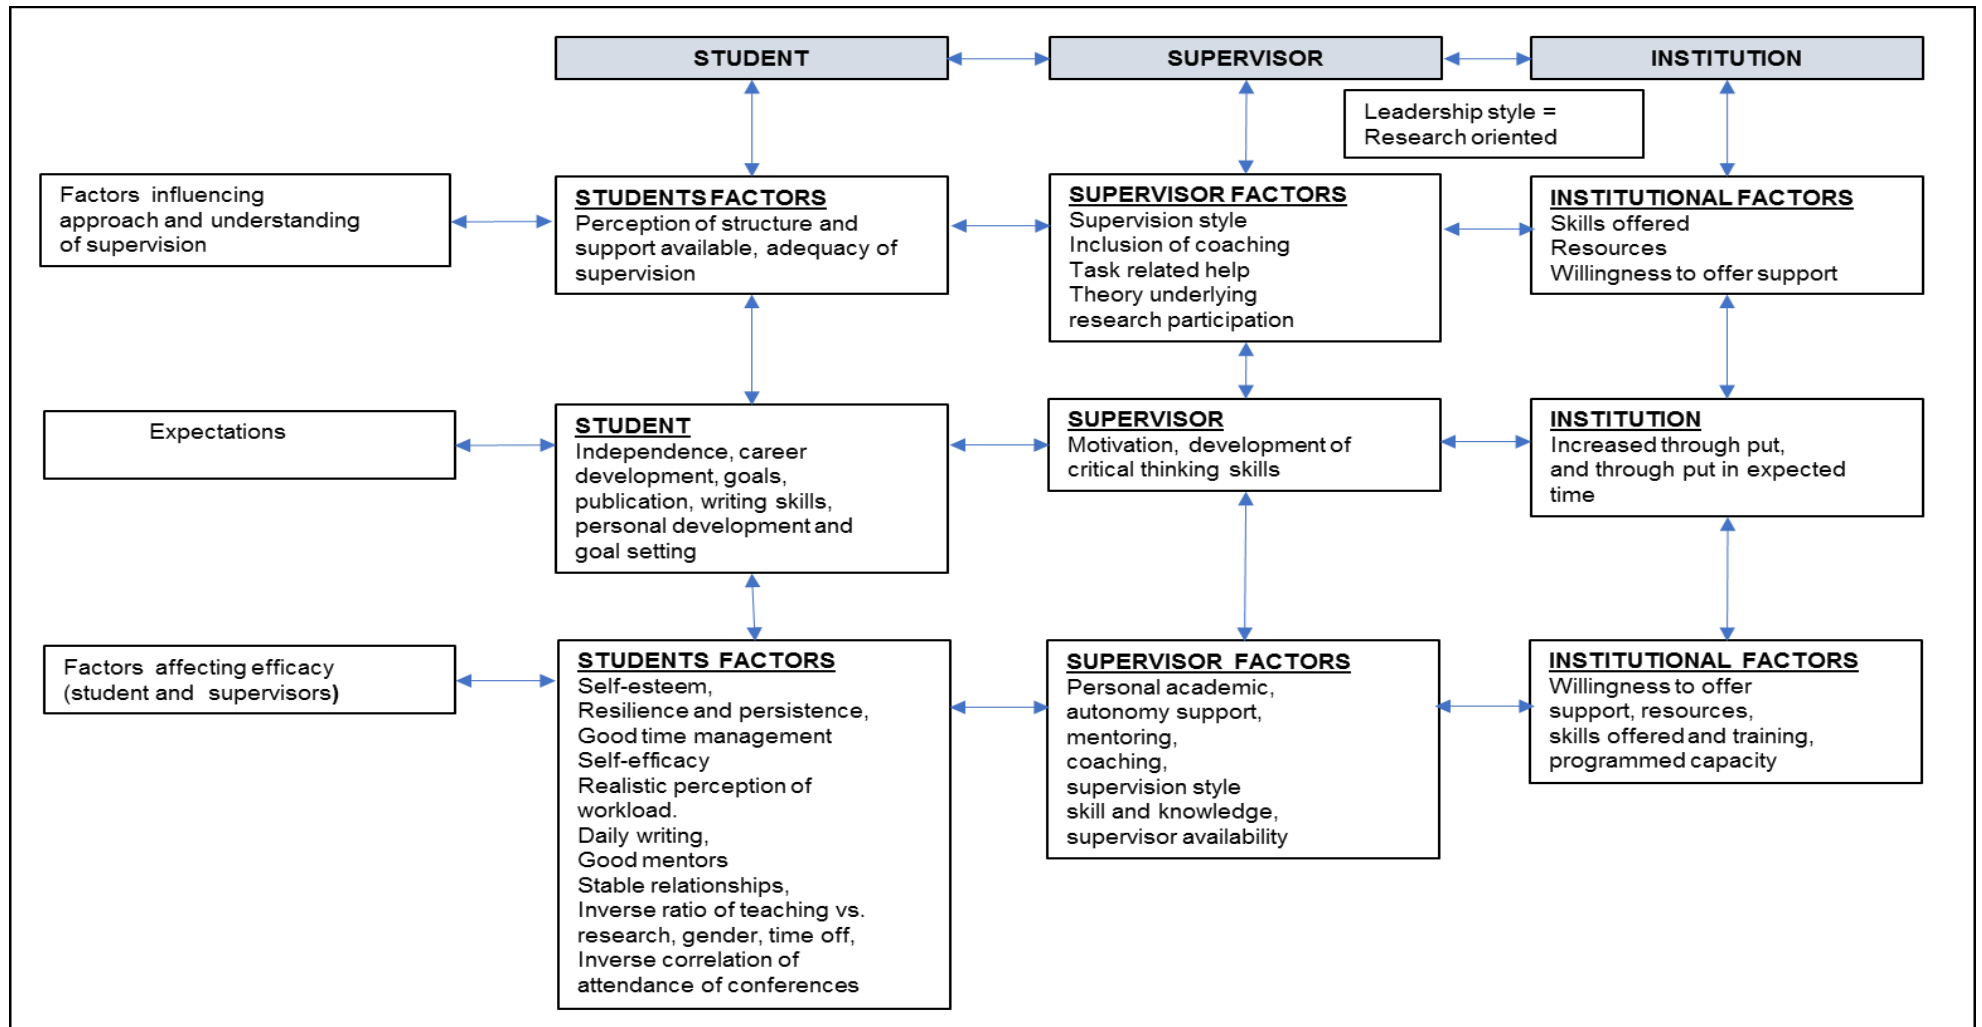 STUDENT
SUPERVISOR
INSTITUTION
Leadership style =
Research oriented
Factors influencing
approach and understanding
of supervision
STUDENTS FACTORS
Perception of structure and
support available, adequacy of
supervision
SUPERVISOR FACTORS
Supervision style
Inclusion of coaching
Task related help
Theory underlying
research participation
INSTITUTIONAL FACTORS
Skills offered
Resources
Willingness to offer support
Expectations
STUDENT
Independence, career
development, goals,
publication, writing skills,
personal development and
goal setting
SUPERVISOR
Motivation, development of
critical thinking skills
INSTITUTION
Increased through put,
and through put in expected
time
Factors affecting efficacy
(student and supervisors)
STUDENTS FACTORS
Self-esteem,
Resilience and persistence,
Good time management
Self-efficacy
Realistic perception of
workload.
Daily writing,
Good mentors
Stable relationships,
Inverse ratio of teaching vs.
research, gender, time off,
Inverse correlation of
attendance of conferences
SUPERVISOR FACTORS
Personal academic,
autonomy support,
mentoring,
coaching,
supervision style
skill and knowledge,
supervisor availability
INSTITUTIONAL FACTORS
Willingness to offer
support, resources,
skills offered and training,
programmed capacity